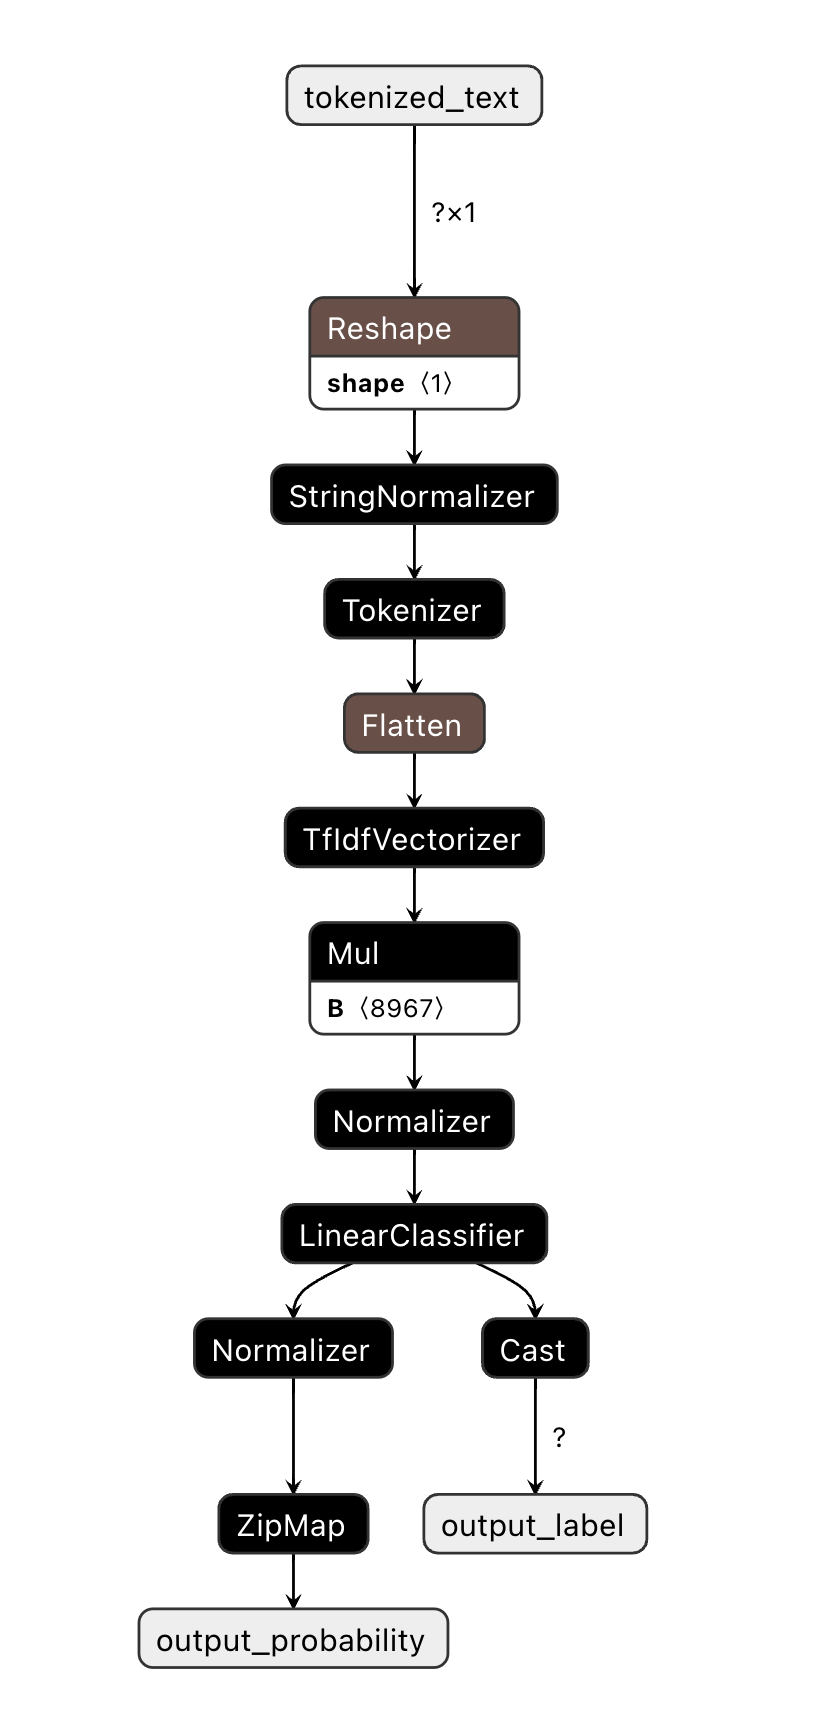 tokenized_text
?×1
Reshape
shape 〈1〉
StringNormalizer
Tokenizer
Flatten
TfIdfVectorizer
Mul
B 〈8967〉
Normalizer
LinearClassifier
Normalizer
Cast
?
ZipMap
output_label
output_probability